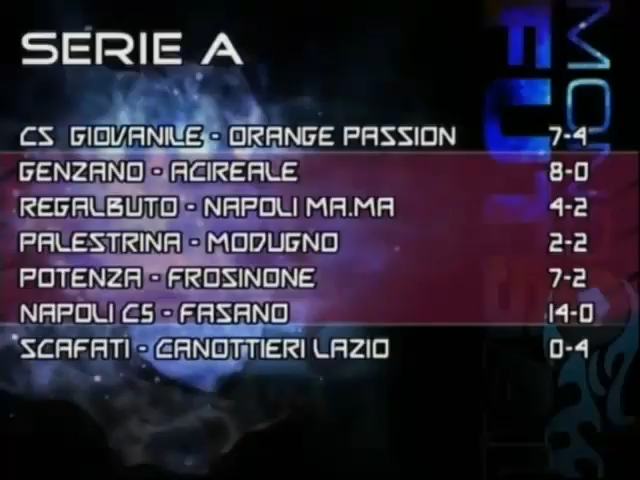 SERIE A
CS GIOVANILE - ORANGE PASSION 7-4
GENZANO - ACIREALE 8-0
REGALBUTO - NAPOLI MA.MA 4-2
PALESTRINA - MODUGNO 2-2
POTENZA - FROSINONE 7-2
NAPOLI C5 - FASANO 14-0
SCAFATI - CANOTTIERI LAZIO 0-4